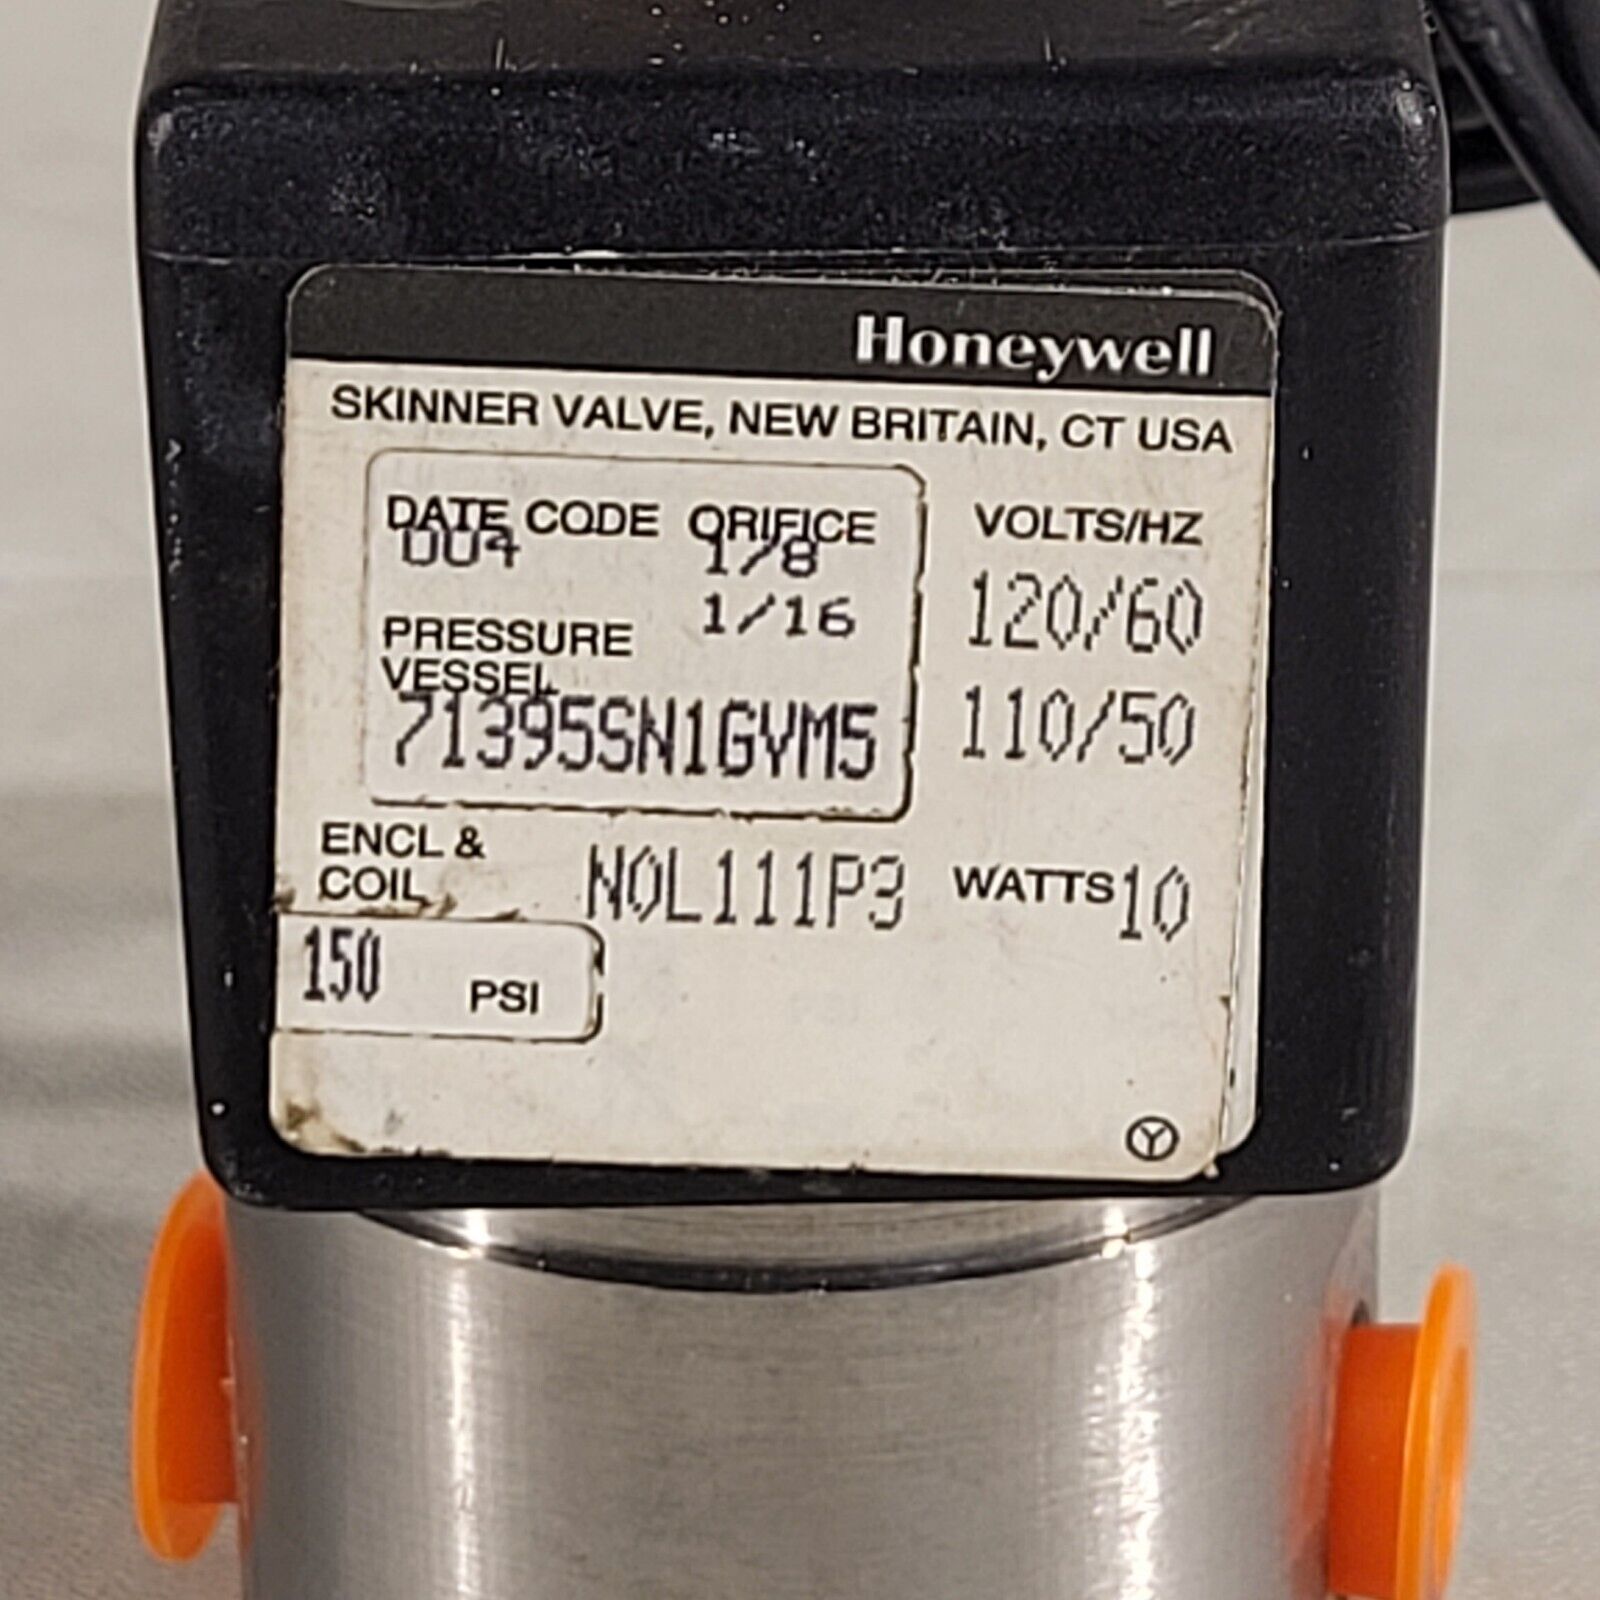 Honeywell
SKINNER VALVE, NEW BRITAIN, CT USA
DATE CODE ORIFICE VOLTS/HZ
004 1/8
1/16 120/60
PRESSURE
VESSEL
71395SN1GVM5 110/50
ENCL &
COIL N0L111P3 WATTS 10
150 PSI
Y